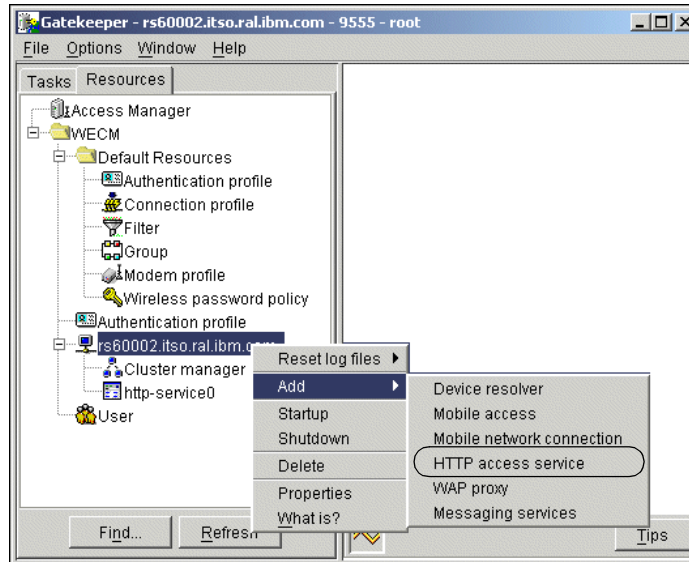 Gatekeeper - rs60002.itso.ral.ibm.com - 9555 - root
File Options Window Help
Tasks Resources
Access Manager
WECM
Default Resources
Authentication profile
Connection profile
Filter
Group
Modem profile
Wireless password policy
Authentication profile
rs60002.itso.ral.ibm.com
Cluster manager
http-service0
User
Reset log files
Add
Startup
Shutdown
Delete
Properties
What is?
Device resolver
Mobile access
Mobile network connection
HTTP access service
WAP proxy
Messaging services
Find... Refresh
Tips